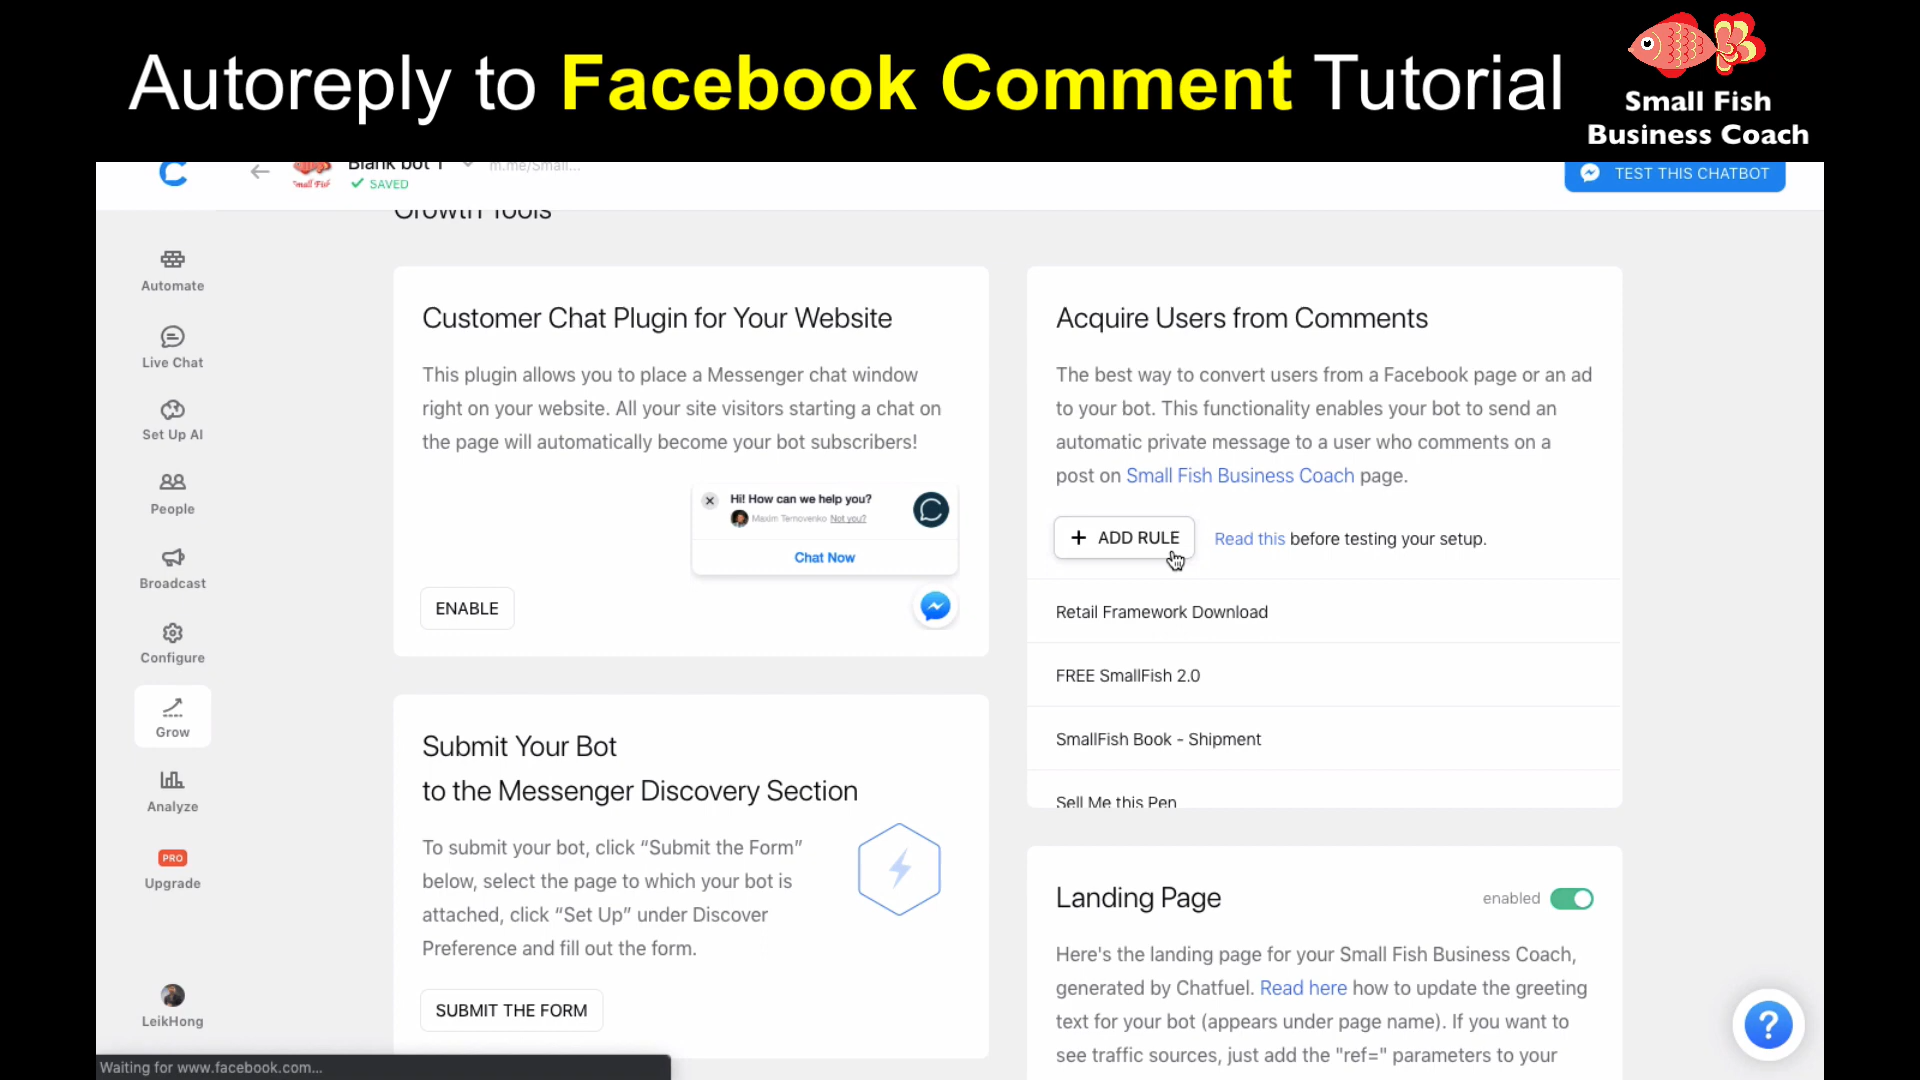 Autoreply to Facebook Comment Tutorial
Small Fish
Business Coach
Blank bot 1
m.me/Small...
SAVED
TEST THIS CHATBOT
Growth Tools
Automate
Live Chat
Set Up AI
People
Broadcast
Configure
Grow
Analyze
PRO
Upgrade
LeikHong
Customer Chat Plugin for Your Website
This plugin allows you to place a Messenger chat window
right on your website. All your site visitors starting a chat on
the page will automatically become your bot subscribers!
Hi! How can we help you?
Maxim Ternovenko Not you?
Chat Now
ENABLE
Acquire Users from Comments
The best way to convert users from a Facebook page or an ad
to your bot. This functionality enables your bot to send an
automatic private message to a user who comments on a
post on Small Fish Business Coach page.
+ ADD RULE
Read this before testing your setup.
Retail Framework Download
FREE SmallFish 2.0
SmallFish Book - Shipment
Sell Me this Pen
Submit Your Bot
to the Messenger Discovery Section
To submit your bot, click “Submit the Form”
below, select the page to which your bot is
attached, click “Set Up” under Discover
Preference and fill out the form.
SUBMIT THE FORM
Landing Page
enabled
Here's the landing page for your Small Fish Business Coach,
generated by Chatfuel. Read here how to update the greeting
text for your bot (appears under page name). If you want to
see traffic sources, just add the "ref=" parameters to your
?
Waiting for www.facebook.com...